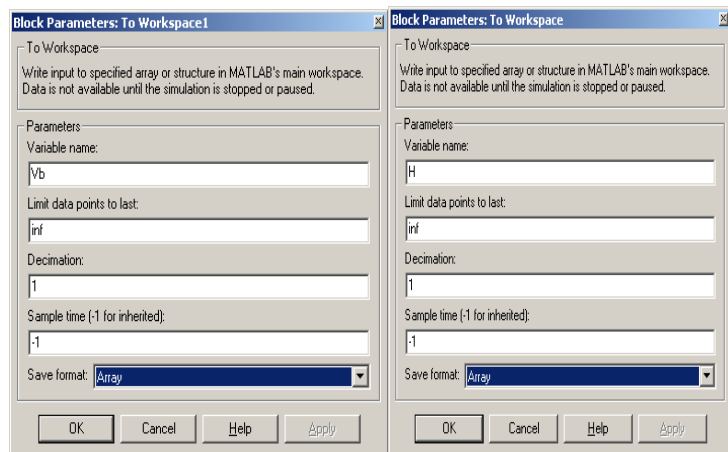 Block Parameters: To Workspace1
To Workspace
Write input to specified array or structure in MATLAB's main workspace.
Data is not available until the simulation is stopped or paused.
Parameters
Variable name:
Vb
Limit data points to last:
inf
Decimation:
1
Sample time (-1 for inherited):
-1
Save format: Array
OK Cancel Help Apply
Block Parameters: To Workspace
To Workspace
Write input to specified array or structure in MATLAB's main workspace.
Data is not available until the simulation is stopped or paused.
Parameters
Variable name:
H
Limit data points to last:
inf
Decimation:
1
Sample time (-1 for inherited):
-1
Save format: Array
OK Cancel Help Apply